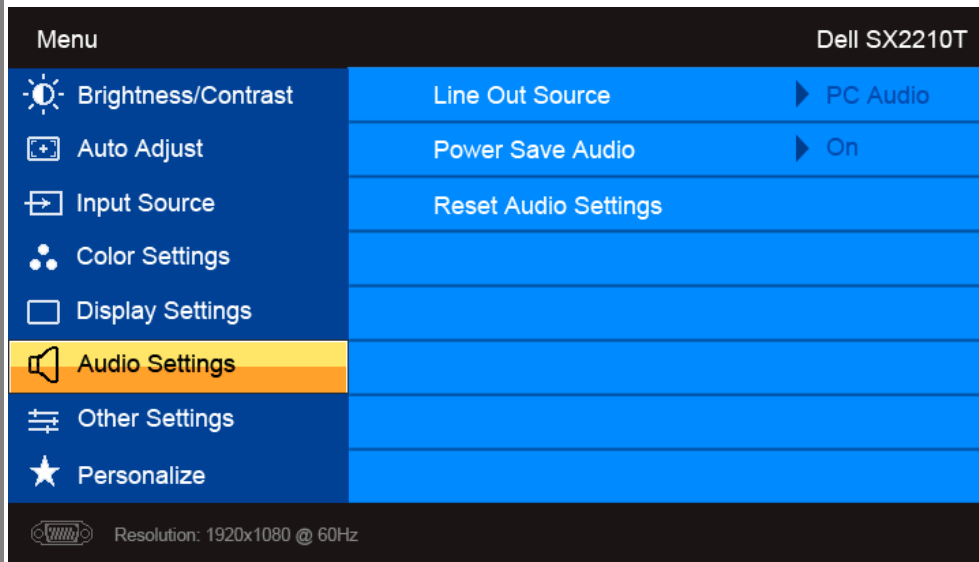 Menu Dell SX2210T
Brightness/Contrast Line Out Source PC Audio
Auto Adjust Power Save Audio On
Input Source Reset Audio Settings
Color Settings
Display Settings
Audio Settings
Other Settings
Personalize
Resolution: 1920x1080 @ 60Hz